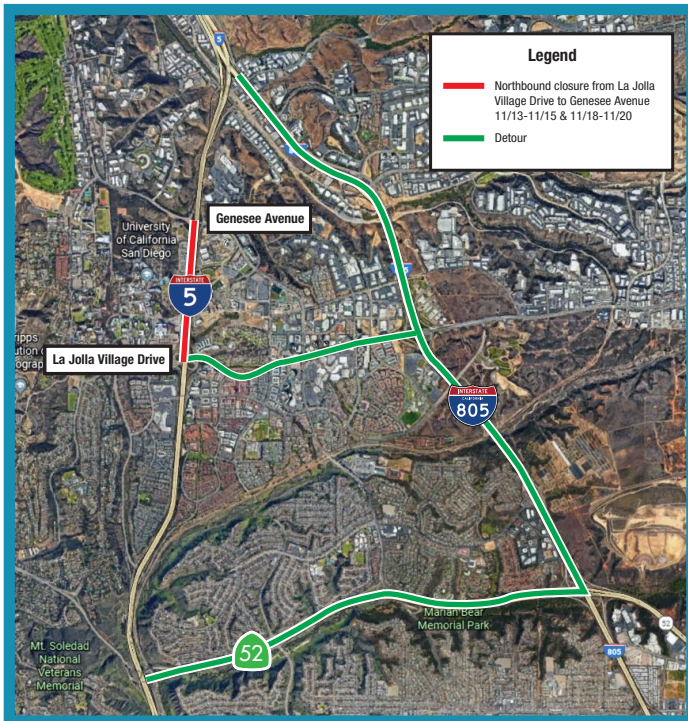 5
Legend
Northbound closure from La Jolla
Village Drive to Genesee Avenue
11/13-11/15 & 11/18-11/20
Detour
Genesee Avenue
University
of California
San Diego
INTERSTATE
5
La Jolla Village Drive
INTERSTATE
CALIFORNIA
805
Marian Bear
Memorial Park
52
52
Mt. Soledad
National
Veterans
Memorial
805